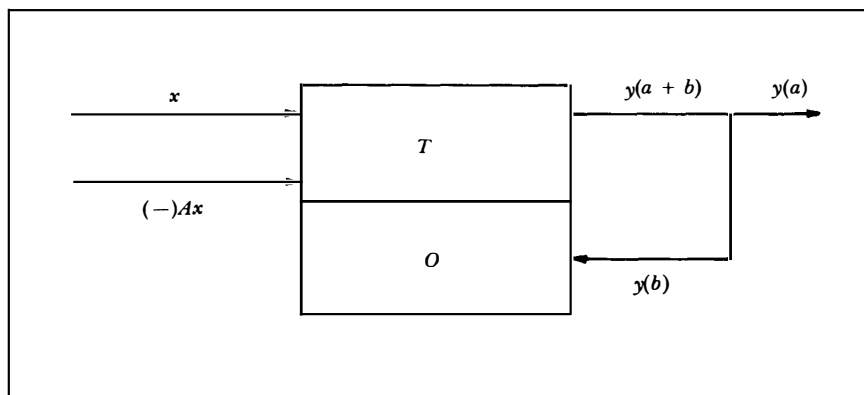 x
y(a + b)
y(a)
T
(−)Ax
O
y(b)